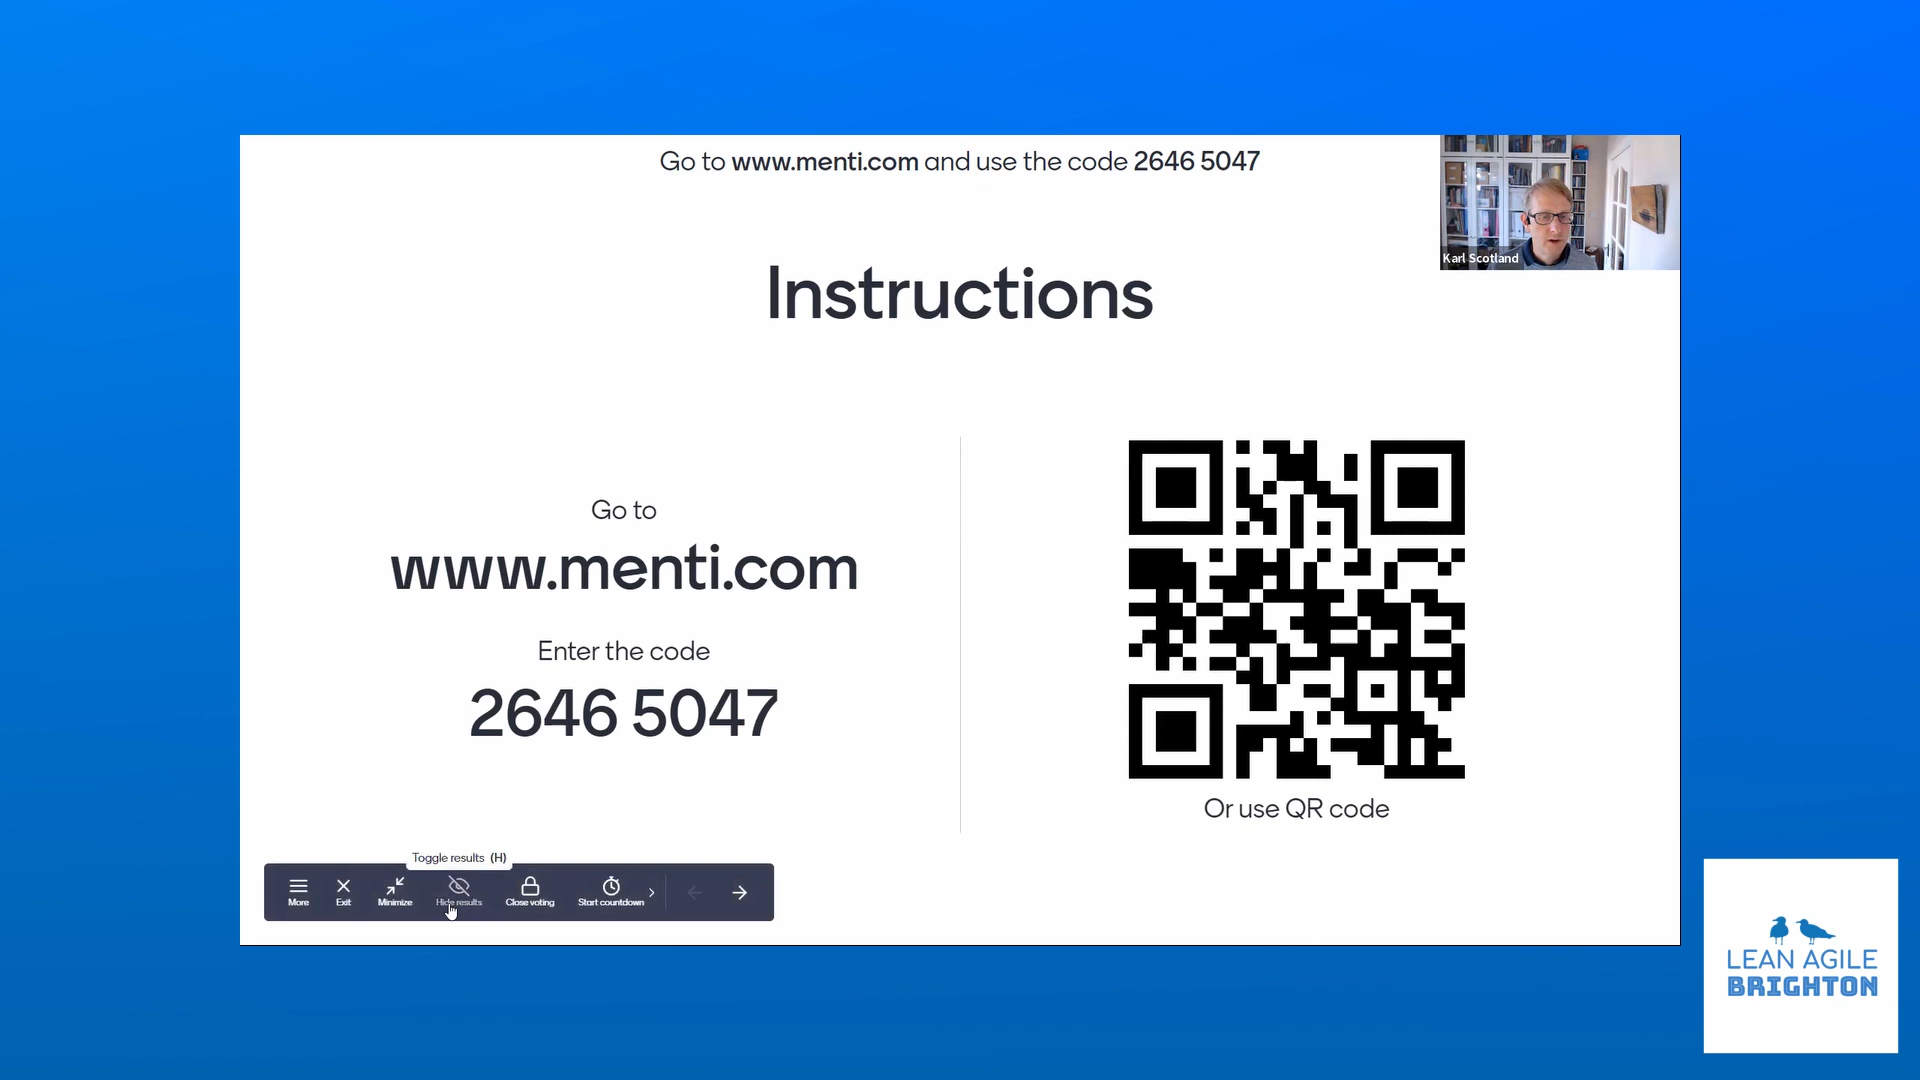 Go to www.menti.com and use the code 2646 5047
Karl Scotland
Instructions
Go to
www.menti.com
Enter the code
2646 5047
Or use QR code
Toggle results (H)
More
Exit
Minimize
Hide results
Close voting
Start countdown
LEAN AGILE
BRIGHTON